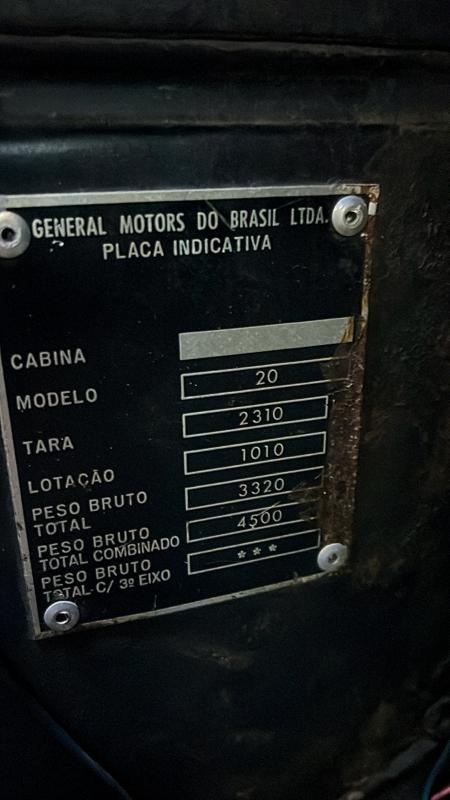 GENERAL MOTORS DO BRASIL LTDA.
PLACA INDICATIVA
CABINA
MODELO 20
TARA 2310
LOTAÇÃO 1010
PESO BRUTO
TOTAL 3320
PESO BRUTO
TOTAL COMBINADO 4500
PESO BRUTO
TOTAL C/ 3º EIXO ***